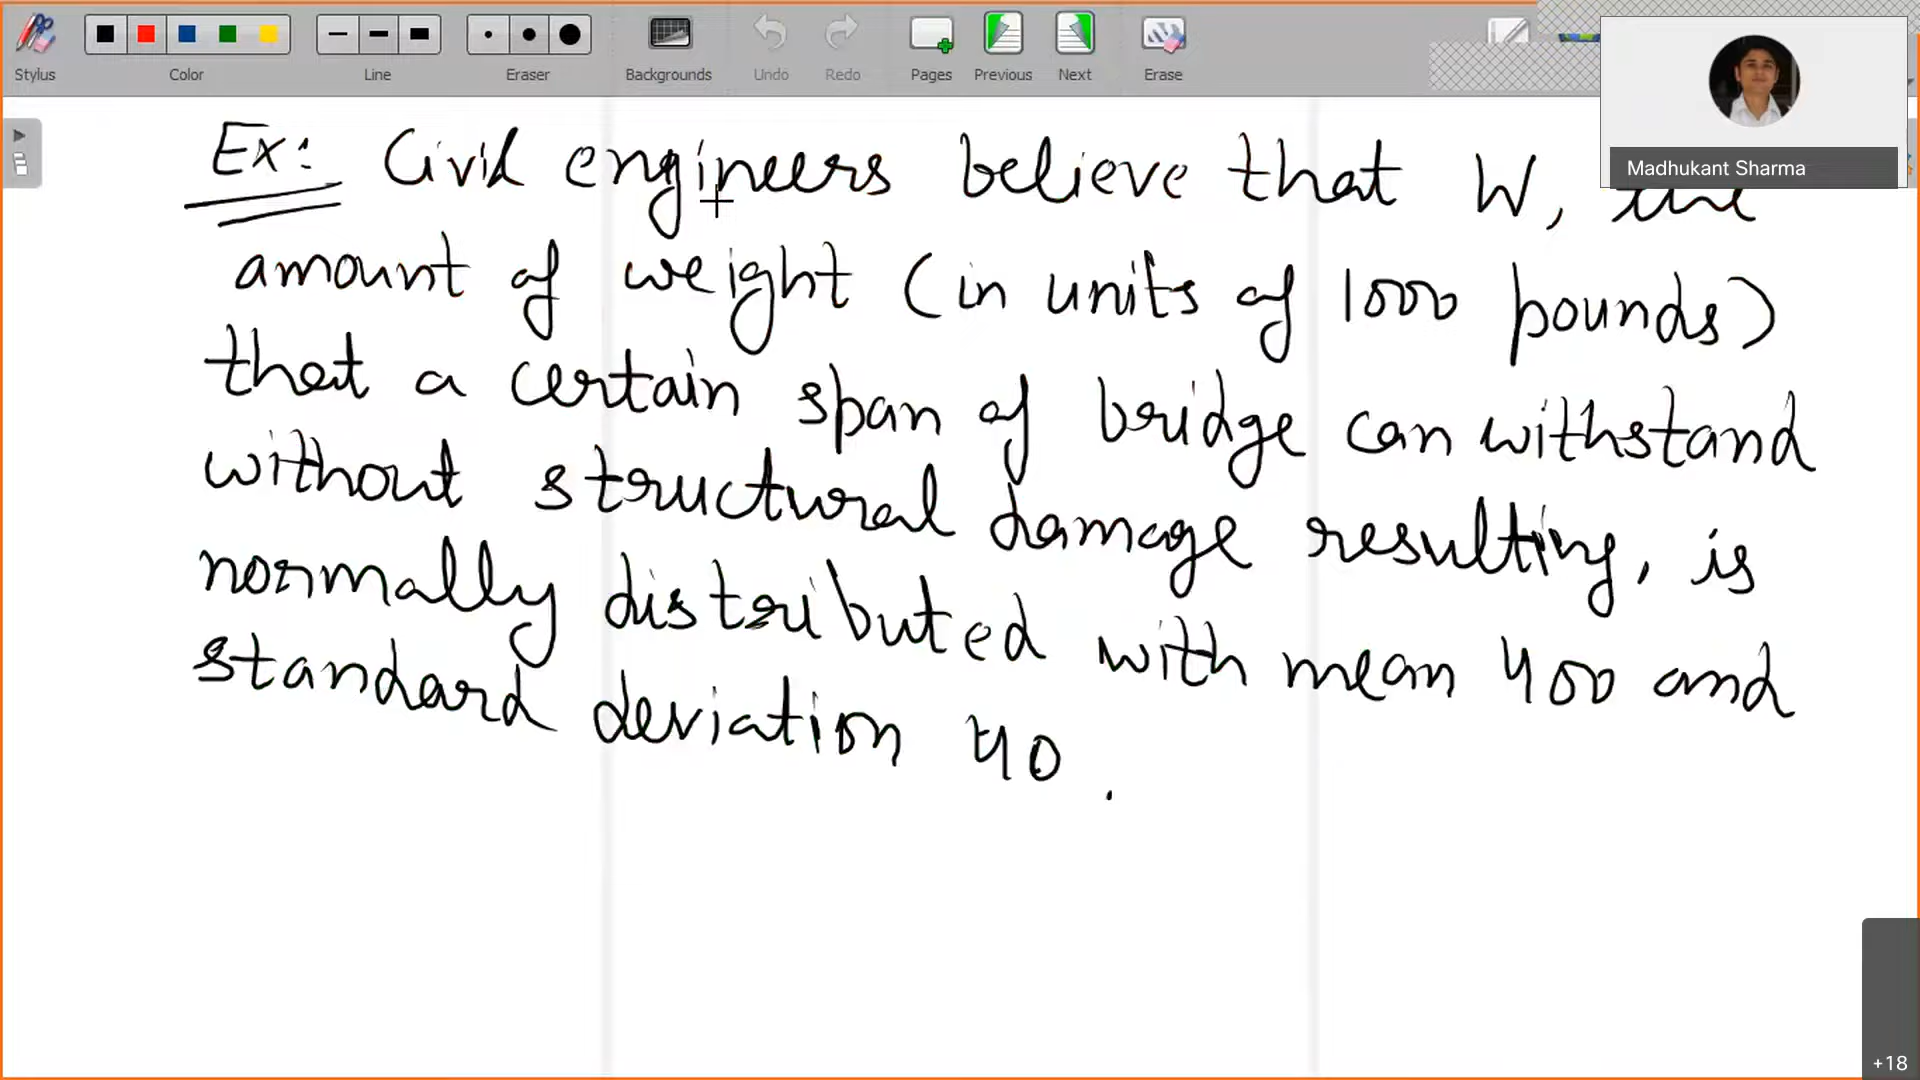 Stylus
Color
Line
Eraser
Backgrounds
Undo
Redo
Pages
Previous
Next
Erase
Madhukant Sharma
Ex: Civil engineers believe that W, the
amount of weight (in units of 1000 pounds)
that a certain span of bridge can withstand
without structural damage resulting, is
normally distributed with mean 400 and
standard deviation 40.
+18